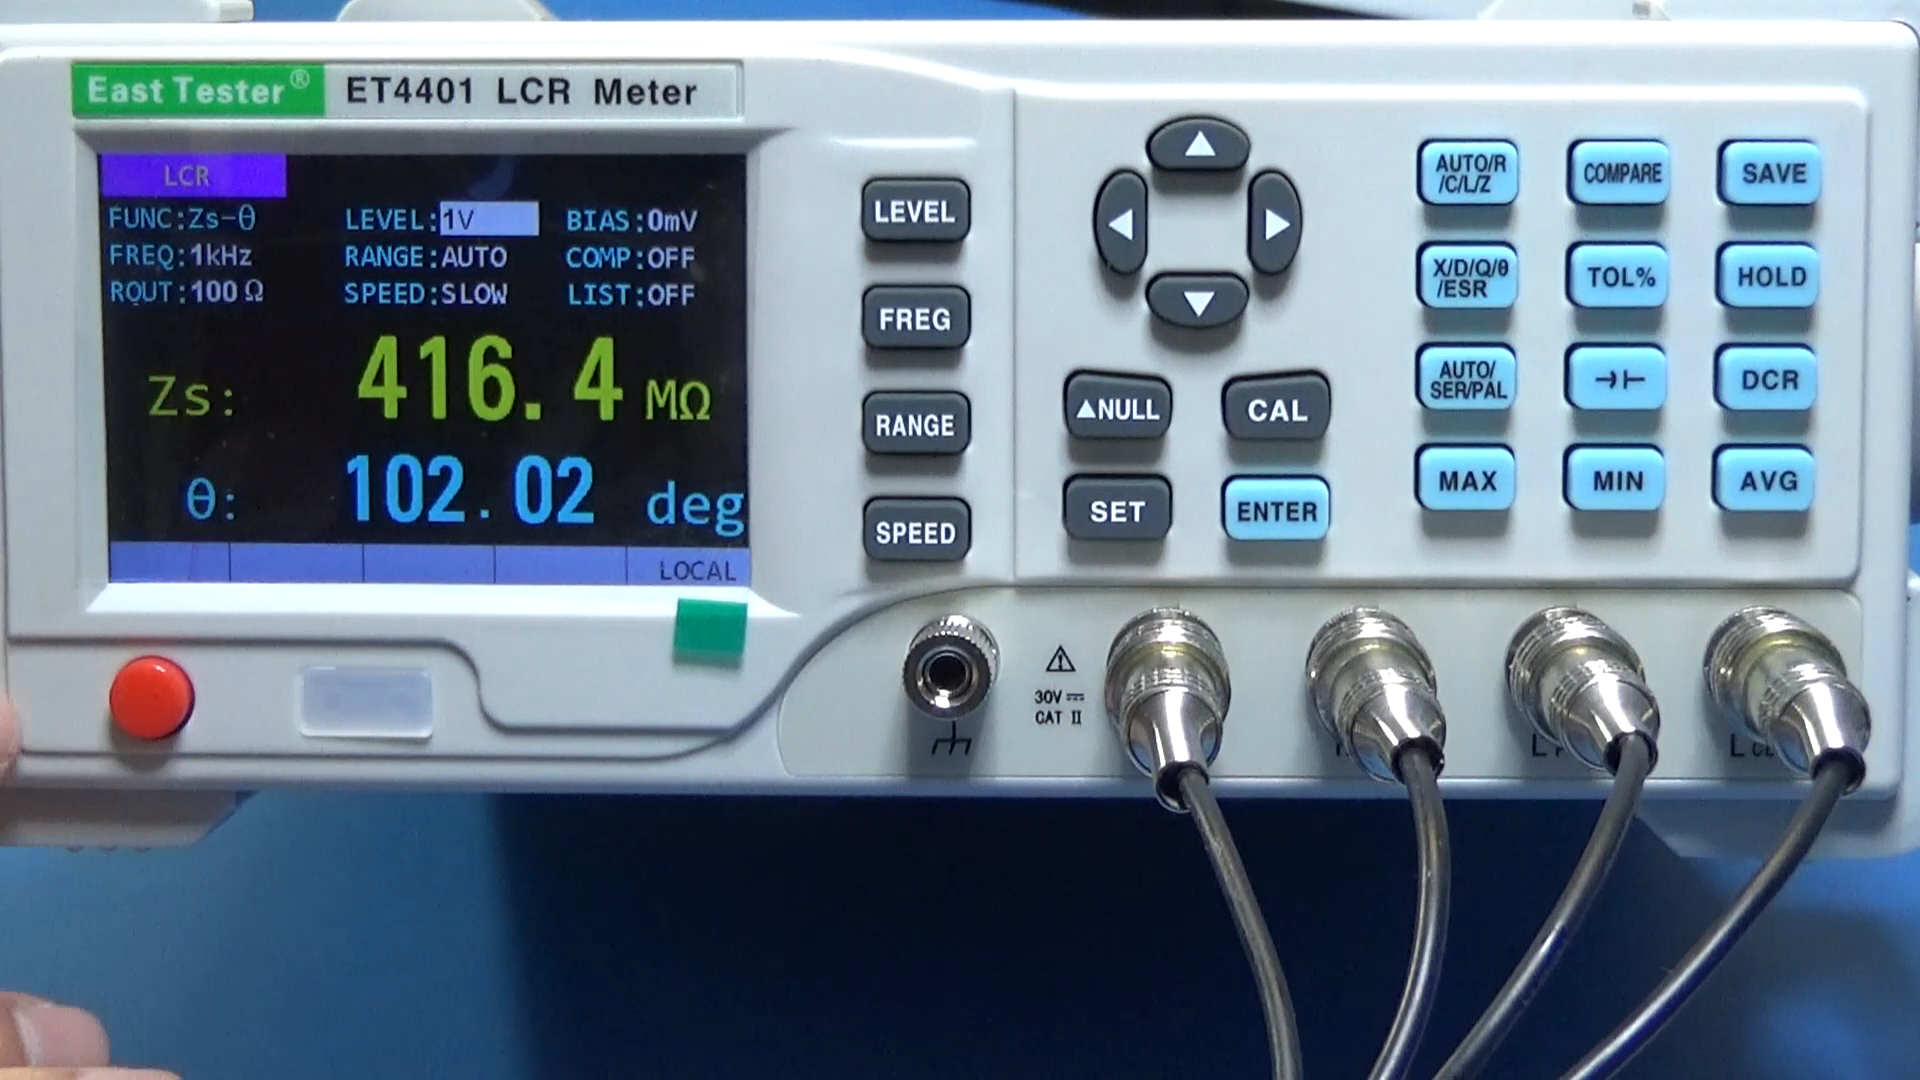 East Tester® ET4401 LCR Meter
LCR
FUNC:Zs-θ LEVEL:1V BIAS:0mV
FREQ:1kHz RANGE:AUTO COMP:OFF
ROUT:100 Ω SPEED:SLOW LIST:OFF
Zs: 416.4 MΩ
θ: 102.02 deg
LOCAL
LEVEL
FREG
RANGE
SPEED
▲NULL
CAL
SET
ENTER
AUTO/R
/C/L/Z
COMPARE
SAVE
X/D/Q/θ
/ESR
TOL%
HOLD
AUTO/
SER/PAL
DCR
MAX
MIN
AVG
30V
CAT II